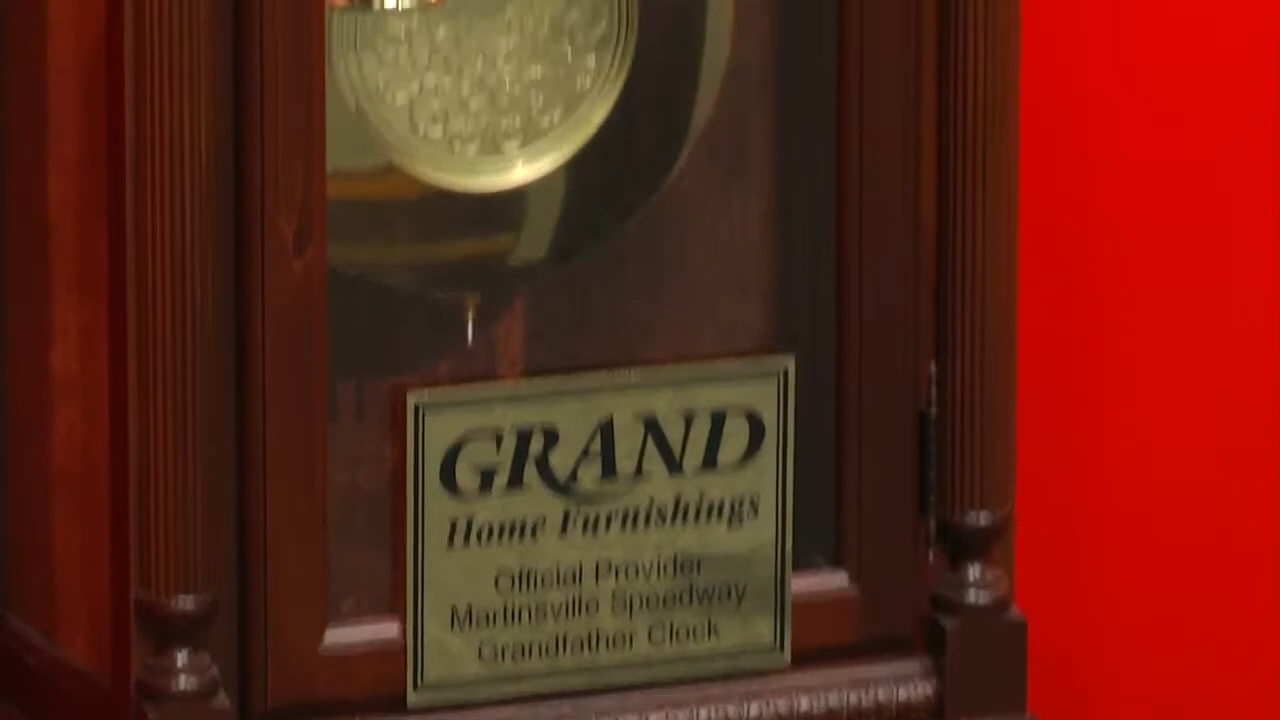 GRAND
Home Furnishings
Official Provider
Martinsville Speedway
Grandfather Clock